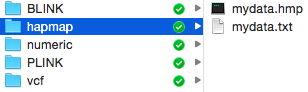 BLINK
hapmap
numeric
PLINK
vcf
mydata.hmp
mydata.txt